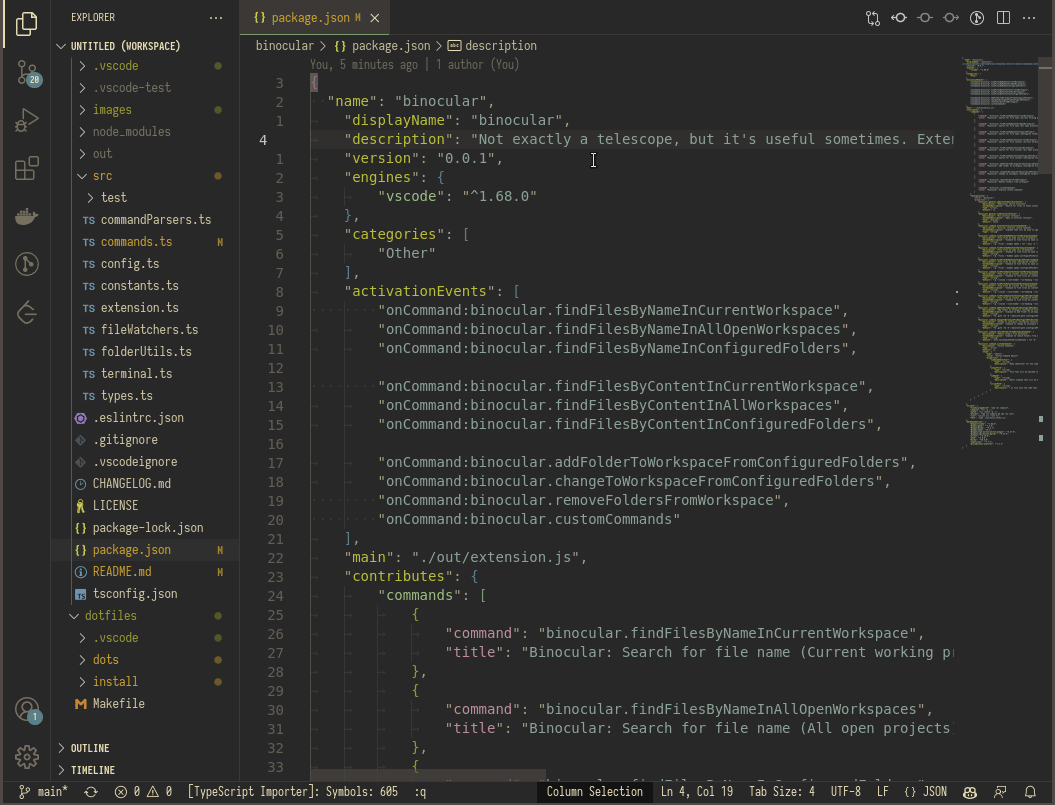 EXPLORER
UNTITLED (WORKSPACE)
.vscode
.vscode-test
images
node_modules
out
src
test
TS commandParsers.ts
TS commands.ts M
TS config.ts
TS constants.ts
TS extension.ts
TS fileWatchers.ts
TS folderUtils.ts
TS terminal.ts
TS types.ts
.eslintrc.json
.gitignore
.vscodeignore
CHANGELOG.md
LICENSE
{} package-lock.json
{} package.json M
README.md M
tsconfig.json
dotfiles
.vscode
dots
install
Makefile
OUTLINE
TIMELINE
20
1
{} package.json M
binocular > {} package.json > description
You, 5 minutes ago | 1 author (You)
3 {
2 "name": "binocular",
1 "displayName": "binocular",
4 "description": "Not exactly a telescope, but it's useful sometimes. Exter
1 "version": "0.0.1",
2 "engines": {
3 "vscode": "^1.68.0"
4 },
5 "categories": [
6 "Other"
7 ],
8 "activationEvents": [
9 "onCommand:binocular.findFilesByNameInCurrentWorkspace",
10 "onCommand:binocular.findFilesByNameInAllOpenWorkspaces",
11 "onCommand:binocular.findFilesByNameInConfiguredFolders",
12
13 "onCommand:binocular.findFilesByContentInCurrentWorkspace",
14 "onCommand:binocular.findFilesByContentInAllWorkspaces",
15 "onCommand:binocular.findFilesByContentInConfiguredFolders",
16
17 "onCommand:binocular.addFolderToWorkspaceFromConfiguredFolders",
18 "onCommand:binocular.changeToWorkspaceFromConfiguredFolders",
19 "onCommand:binocular.removeFoldersFromWorkspace",
20 "onCommand:binocular.customCommands"
21 ],
22 "main": "./out/extension.js",
23 "contributes": {
24 "commands": [
25 {
26 "command": "binocular.findFilesByNameInCurrentWorkspace",
27 "title": "Binocular: Search for file name (Current working pr
28 },
29 {
30 "command": "binocular.findFilesByNameInAllOpenWorkspaces",
31 "title": "Binocular: Search for file name (All open projects)
32 },
33 {
main* 0 0 [TypeScript Importer]: Symbols: 605 :q Column Selection Ln 4, Col 19 Tab Size: 4 UTF-8 LF {} JSON